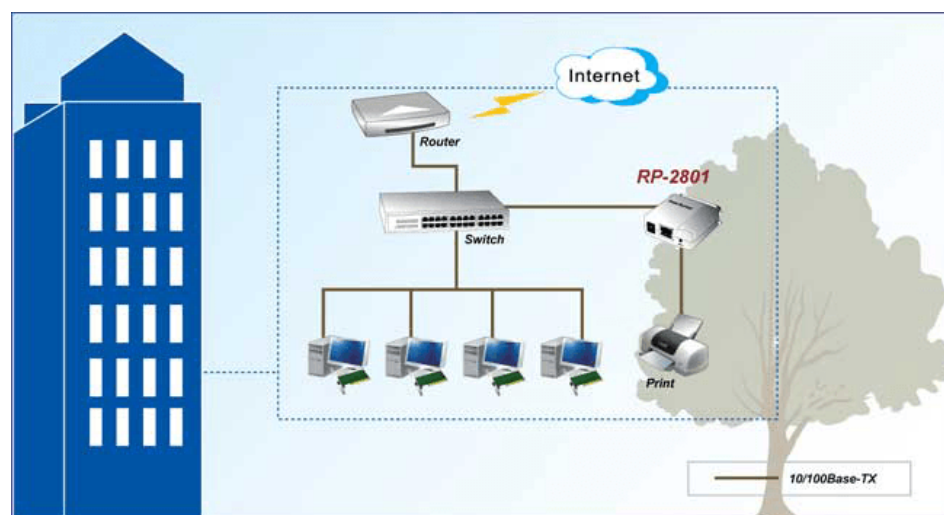 Internet
Router
RP-2801
Switch
Print
10/100Base-TX